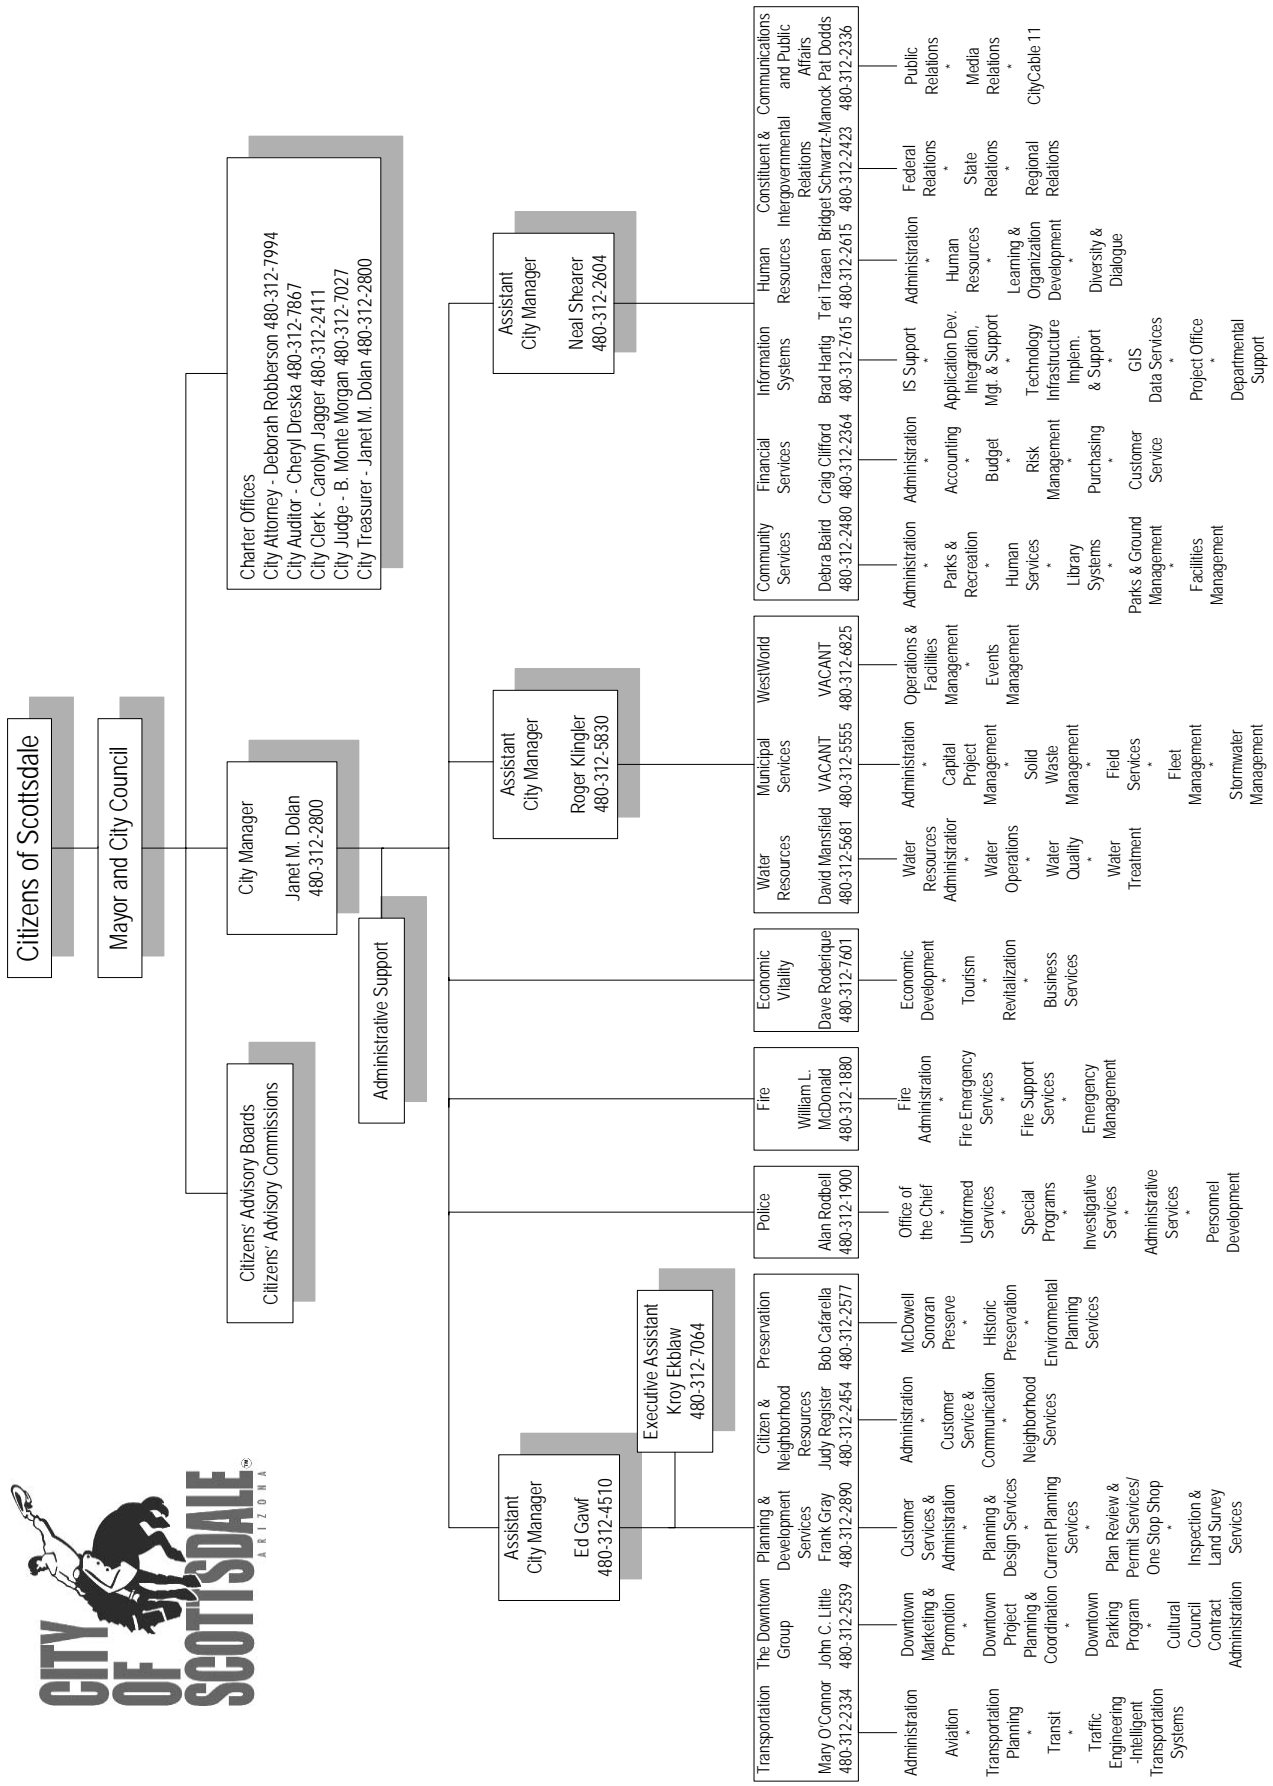 CITY
OF
SCOTTSDALE®
ARIZONA
Citizens of Scottsdale
Mayor and City Council
Citizens' Advisory Boards
Citizens' Advisory Commissions
City Manager
Janet M. Dolan
480-312-2800
Charter Offices
City Attorney - Deborah Robberson 480-312-7994
City Auditor - Cheryl Dreska 480-312-7867
City Clerk - Carolyn Jagger 480-312-2411
City Judge - B. Monte Morgan 480-312-7027
City Treasurer - Janet M. Dolan 480-312-2800
Administrative Support
Assistant
City Manager
Ed Gawf
480-312-4510
Executive Assistant
Kroy Ekblaw
480-312-7064
Assistant
City Manager
Roger Klingler
480-312-5830
Assistant
City Manager
Neal Shearer
480-312-2604
Transportation
Mary O'Connor
480-312-2334
Administration
Aviation
*
Transportation
Planning
*
Transit
*
Traffic
Engineering
-Intelligent
Transportation
Systems
The Downtown
Group
John C. Little
480-312-2539
Downtown
Marketing &
Promotion
*
Downtown
Project
Planning &
Coordination
*
Downtown
Parking
Program
*
Cultural
Council
Contract
Administration
Planning &
Development
Services
Frank Gray
480-312-2890
Customer
Services &
Administration
*
Planning &
Design Services
*
Current Planning
Services
*
Plan Review &
Permit Services/
One Stop Shop
*
Inspection &
Land Survey
Services
Citizen &
Neighborhood
Resources
Judy Register
480-312-2454
Administration
*
Customer
Service &
Communication
*
Neighborhood
Services
Preservation
Bob Cafarella
480-312-2577
McDowell
Sonoran
Preserve
*
Historic
Preservation
*
Environmental
Planning
Services
Police
Alan Rodbell
480-312-1900
Office of
the Chief
*
Uniformed
Services
*
Special
Programs
*
Investigative
Services
*
Administrative
Services
*
Personnel
Development
Fire
William L.
McDonald
480-312-1880
Fire
Administration
*
Fire Emergency
Services
*
Fire Support
Services
*
Emergency
Management
Economic
Vitality
Dave Roderique
480-312-7601
Economic
Development
*
Tourism
*
Revitalization
*
Business
Services
Water
Resources
David Mansfield
480-312-5681
Water
Resources
Administration
*
Water
Operations
*
Water
Quality
*
Water
Treatment
Municipal
Services
VACANT
480-312-5555
Administration
*
Capital
Project
Management
*
Solid
Waste
Management
*
Field
Services
*
Fleet
Management
*
Stormwater
Management
WestWorld
VACANT
480-312-6825
Operations &
Facilities
Management
*
Events
Management
Community
Services
Debra Baird
480-312-2480
Administration
*
Parks &
Recreation
*
Human
Services
*
Library
Systems
*
Parks & Ground
Management
*
Facilities
Management
Financial
Services
Craig Clifford
480-312-2364
Administration
*
Accounting
*
Budget
*
Risk
Management
*
Purchasing
*
Customer
Service
Information
Systems
Brad Hartig
480-312-7615
IS Support
*
Application Dev.
Integration,
Mgt. & Support
*
Technology
Infrastructure
Implem.
& Support
*
GIS
Data Services
*
Project Office
*
Departmental
Support
Human
Resources
Teri Traaen
480-312-2615
Administration
*
Human
Resources
*
Learning &
Organization
Development
*
Diversity &
Dialogue
Constituent &
Intergovernmental
Relations
Bridget Schwartz-Manock
480-312-2423
Federal
Relations
*
State
Relations
*
Regional
Relations
Communications
and Public
Affairs
Pat Dodds
480-312-2336
Public
Relations
*
Media
Relations
*
CityCable 11